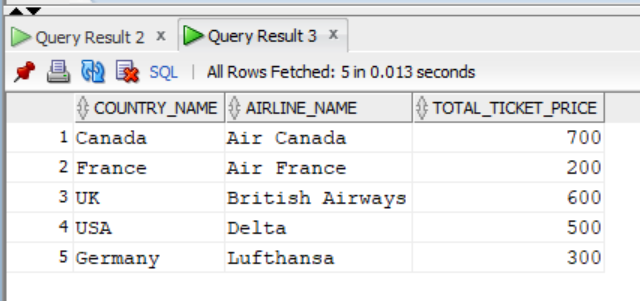 Query Result 2 x Query Result 3 x
SQL | All Rows Fetched: 5 in 0.013 seconds
COUNTRY_NAME AIRLINE_NAME TOTAL_TICKET_PRICE
1 Canada Air Canada 700
2 France Air France 200
3 UK British Airways 600
4 USA Delta 500
5 Germany Lufthansa 300